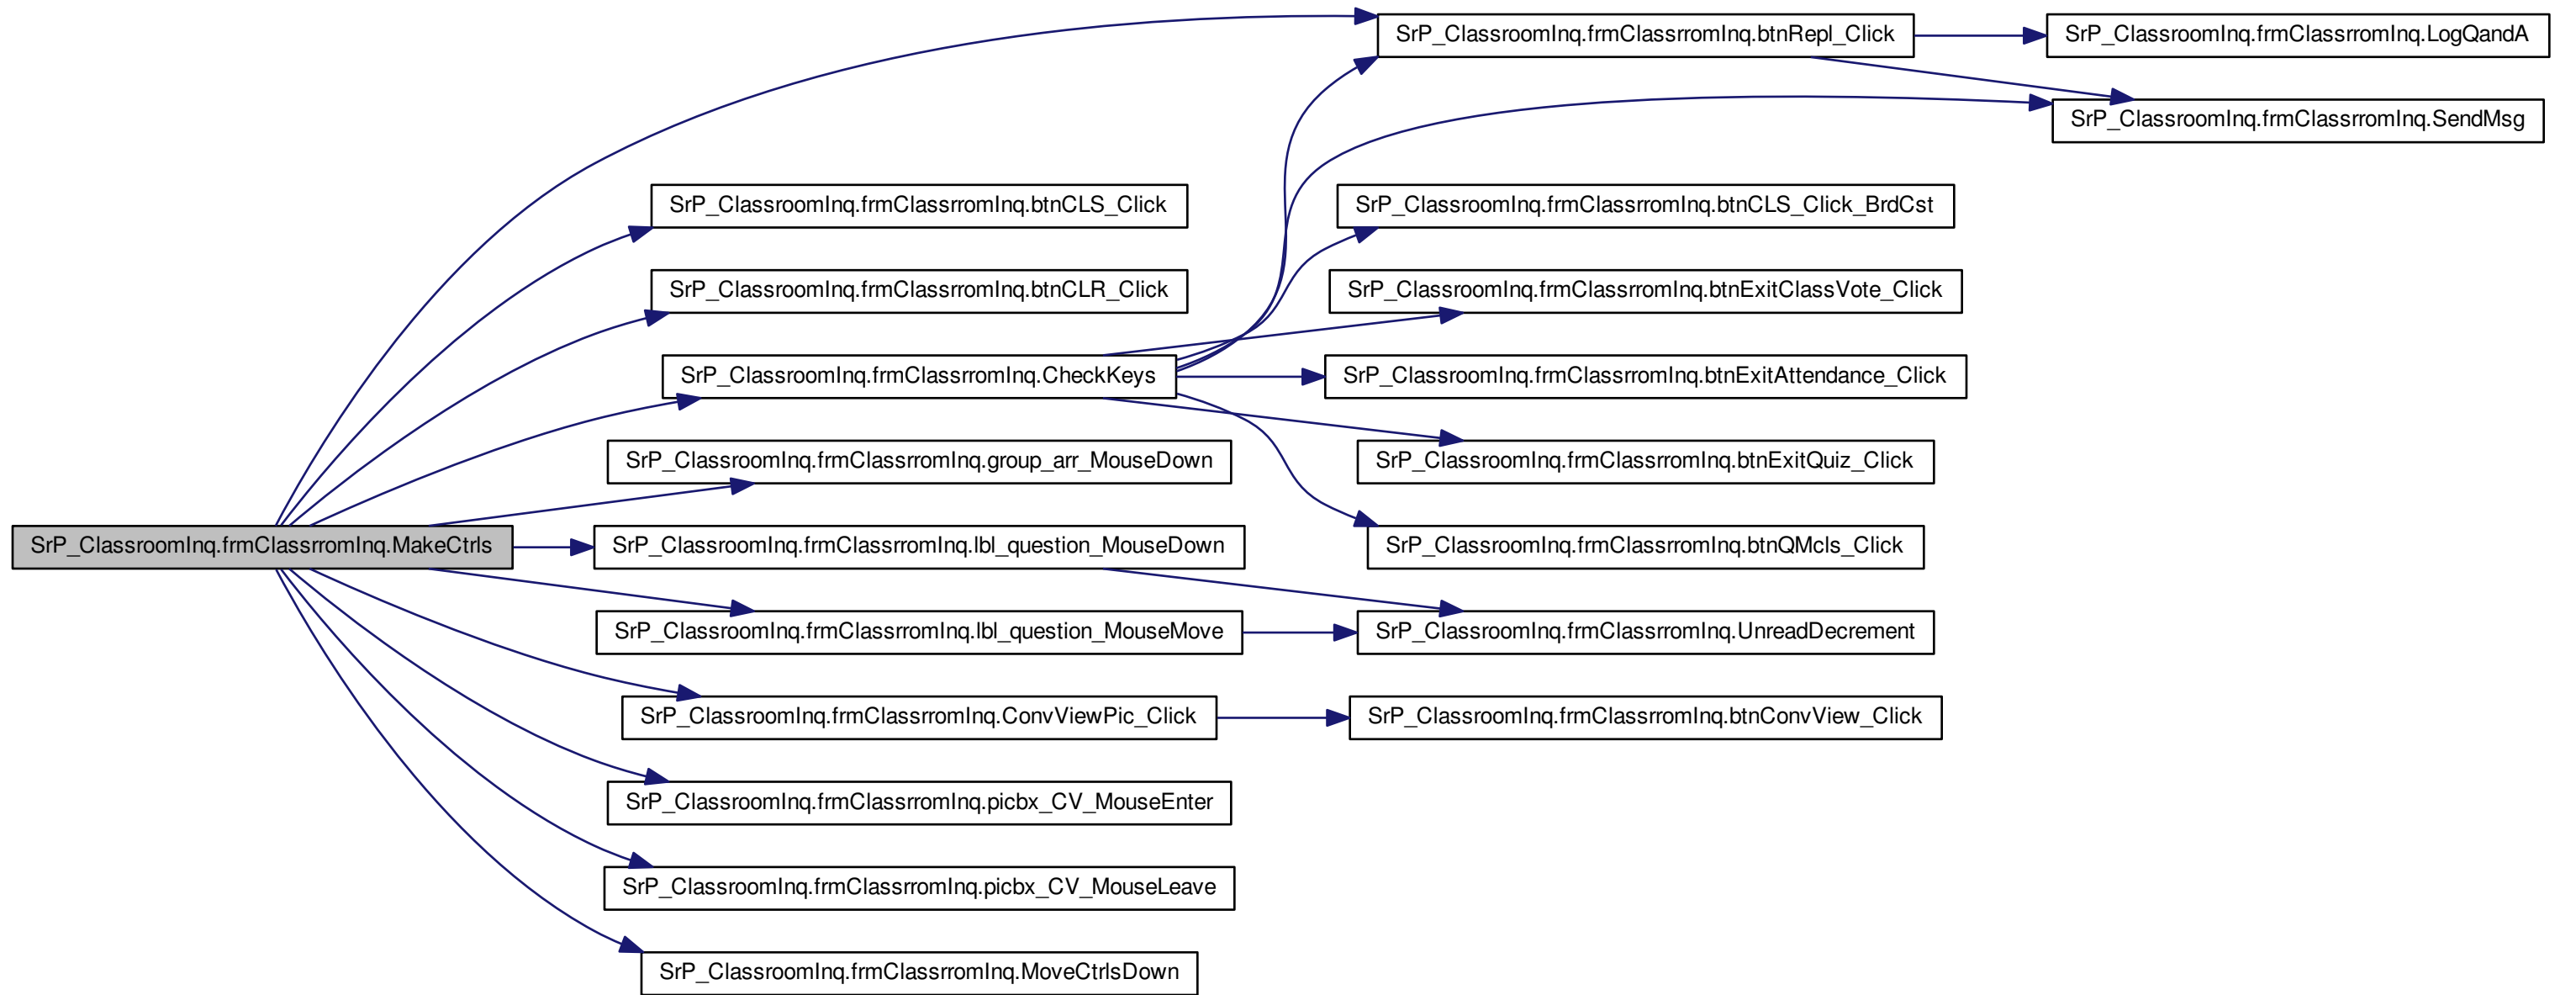 SrP_ClassroomInq.frmClassrromInq.btnRepl_Click
SrP_ClassroomInq.frmClassrromInq.LogQandA
SrP_ClassroomInq.frmClassrromInq.SendMsg
SrP_ClassroomInq.frmClassrromInq.btnCLS_Click
SrP_ClassroomInq.frmClassrromInq.btnCLS_Click_BrdCst
SrP_ClassroomInq.frmClassrromInq.btnCLR_Click
SrP_ClassroomInq.frmClassrromInq.btnExitClassVote_Click
SrP_ClassroomInq.frmClassrromInq.CheckKeys
SrP_ClassroomInq.frmClassrromInq.btnExitAttendance_Click
SrP_ClassroomInq.frmClassrromInq.group_arr_MouseDown
SrP_ClassroomInq.frmClassrromInq.btnExitQuiz_Click
SrP_ClassroomInq.frmClassrromInq.MakeCtrls
SrP_ClassroomInq.frmClassrromInq.lbl_question_MouseDown
SrP_ClassroomInq.frmClassrromInq.btnQMcls_Click
SrP_ClassroomInq.frmClassrromInq.lbl_question_MouseMove
SrP_ClassroomInq.frmClassrromInq.UnreadDecrement
SrP_ClassroomInq.frmClassrromInq.ConvViewPic_Click
SrP_ClassroomInq.frmClassrromInq.btnConvView_Click
SrP_ClassroomInq.frmClassrromInq.picbx_CV_MouseEnter
SrP_ClassroomInq.frmClassrromInq.picbx_CV_MouseLeave
SrP_ClassroomInq.frmClassrromInq.MoveCtrlsDown